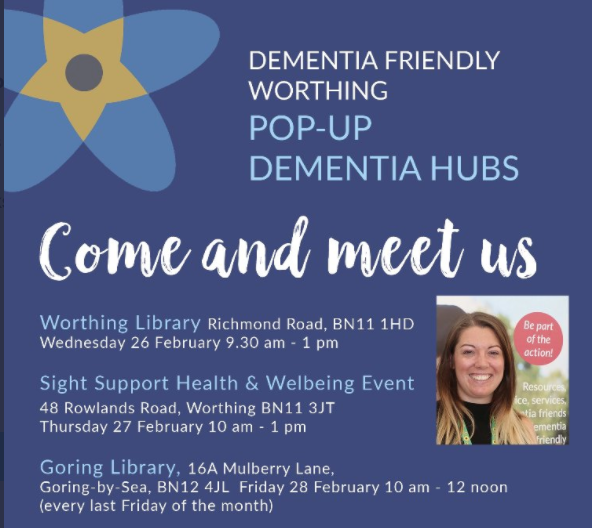 DEMENTIA FRIENDLY
WORTHING
POP-UP
DEMENTIA HUBS
Come and meet us
Worthing Library Richmond Road, BN11 1HD
Wednesday 26 February 9.30 am - 1 pm
Sight Support Health & Welbeing Event
48 Rowlands Road, Worthing BN11 3JT
Thursday 27 February 10 am - 1 pm
Goring Library, 16A Mulberry Lane,
Goring-by-Sea, BN12 4JL Friday 28 February 10 am - 12 noon
(every last Friday of the month)
Be part
of the
action!
Resources,
ice, services,
tia friends
ementia
friendly